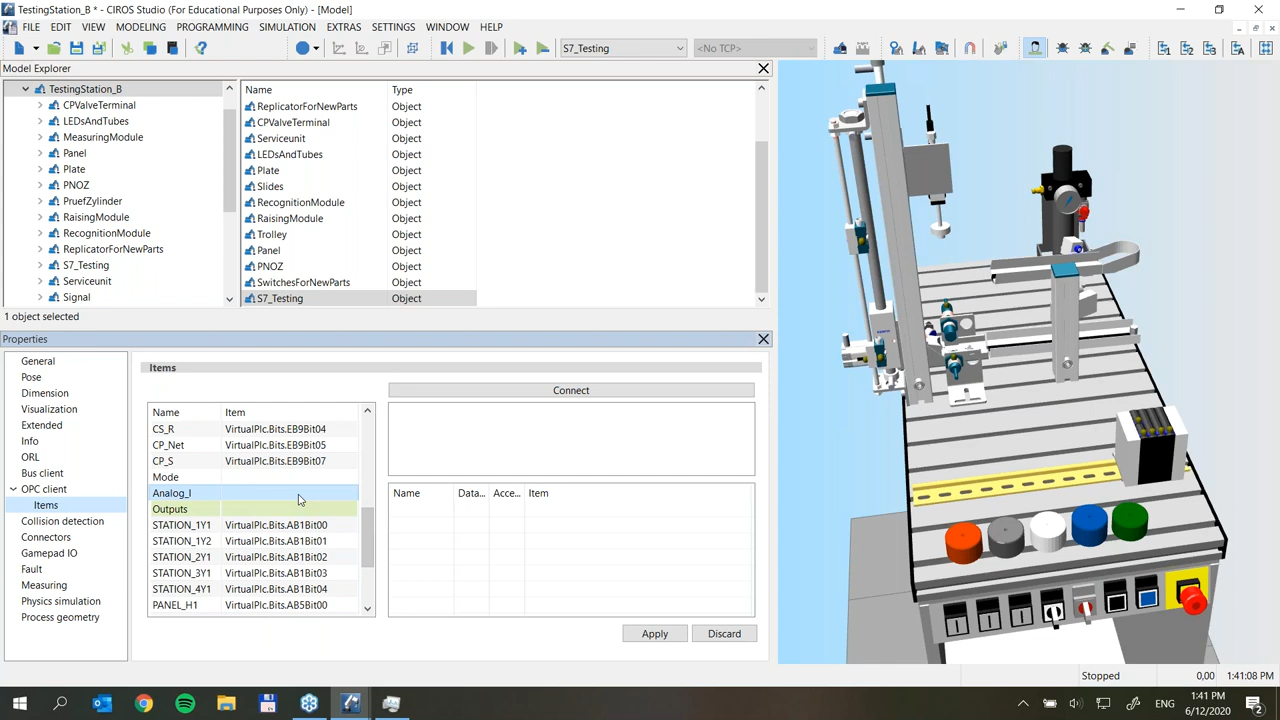 TestingStation_B * - CIROS Studio (For Educational Purposes Only) - [Model]
FILE EDIT VIEW MODELING PROGRAMMING SIMULATION EXTRAS SETTINGS WINDOW HELP
S7_Testing <No TCP>
Model Explorer
TestingStation_B
CPValveTerminal
LEDsAndTubes
MeasuringModule
Panel
Plate
PNOZ
PruefZylinder
RaisingModule
RecognitionModule
ReplicatorForNewParts
S7_Testing
Serviceunit
Signal
Name Type
ReplicatorForNewParts Object
CPValveTerminal Object
Serviceunit Object
LEDsAndTubes Object
Plate Object
Slides Object
RecognitionModule Object
RaisingModule Object
Trolley Object
Panel Object
PNOZ Object
SwitchesForNewParts Object
S7_Testing Object
1 object selected
Properties
General
Pose
Dimension
Visualization
Extended
Info
ORL
Bus client
OPC client
Items
Collision detection
Connectors
Gamepad IO
Fault
Measuring
Physics simulation
Process geometry
Items
Name Item
CS_R VirtualPlc.Bits.EB9Bit04
CP_Net VirtualPlc.Bits.EB9Bit05
CP_S VirtualPlc.Bits.EB9Bit07
Mode
Analog_I
Outputs
STATION_1Y1 VirtualPlc.Bits.AB1Bit00
STATION_1Y2 VirtualPlc.Bits.AB1Bit01
STATION_2Y1 VirtualPlc.Bits.AB1Bit02
STATION_3Y1 VirtualPlc.Bits.AB1Bit03
STATION_4Y1 VirtualPlc.Bits.AB1Bit04
PANEL_H1 VirtualPlc.Bits.AB5Bit00
Connect
Name Data... Acce... Item
Apply Discard
Stopped 0,00 1:41:08 PM
ENG
1:41 PM
6/12/2020
2